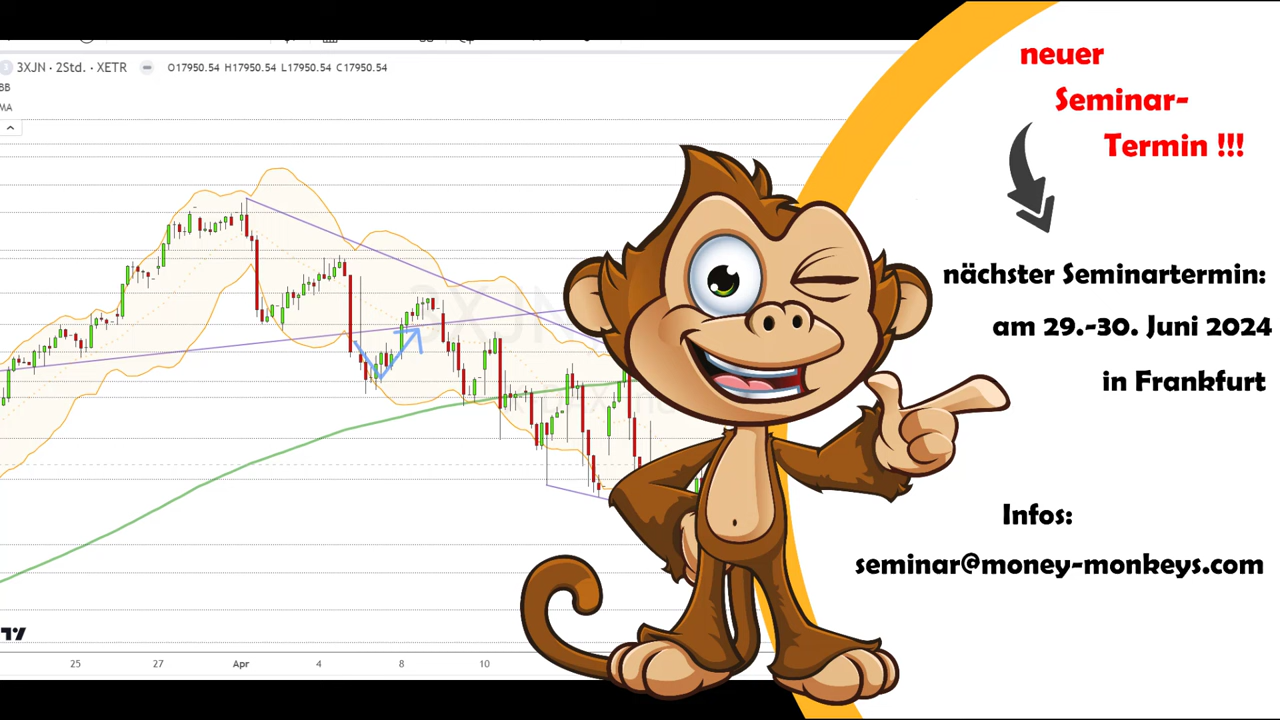 3XJN · 2Std. · XETR
O17950.54 H17950.54 L17950.54 C17950
BB
MA
25 27 Apr 4 8 10
neuer
Seminar-
Termin !!!
nächster Seminartermin:
am 29.-30. Juni 2024
in Frankfurt
Infos:
seminar@money-monkeys.com